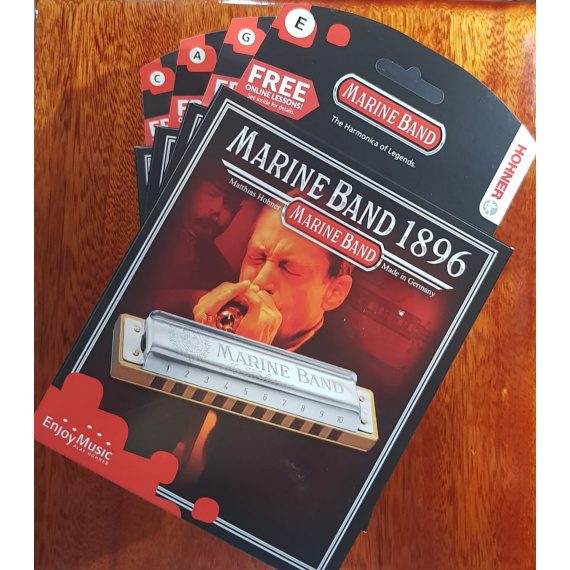 E
G
A
C
FREE
ONLINE LESSONS!
See inside for details.
MARINE BAND
The Harmonica of Legends.
HOHNER
MARINE BAND 1896
Matthias Hohner
MARINE BAND
Made in Germany
MARINE BAND
1 2 3 4 5 6 7 8 9 10
Enjoy Music
PLAY HOHNER